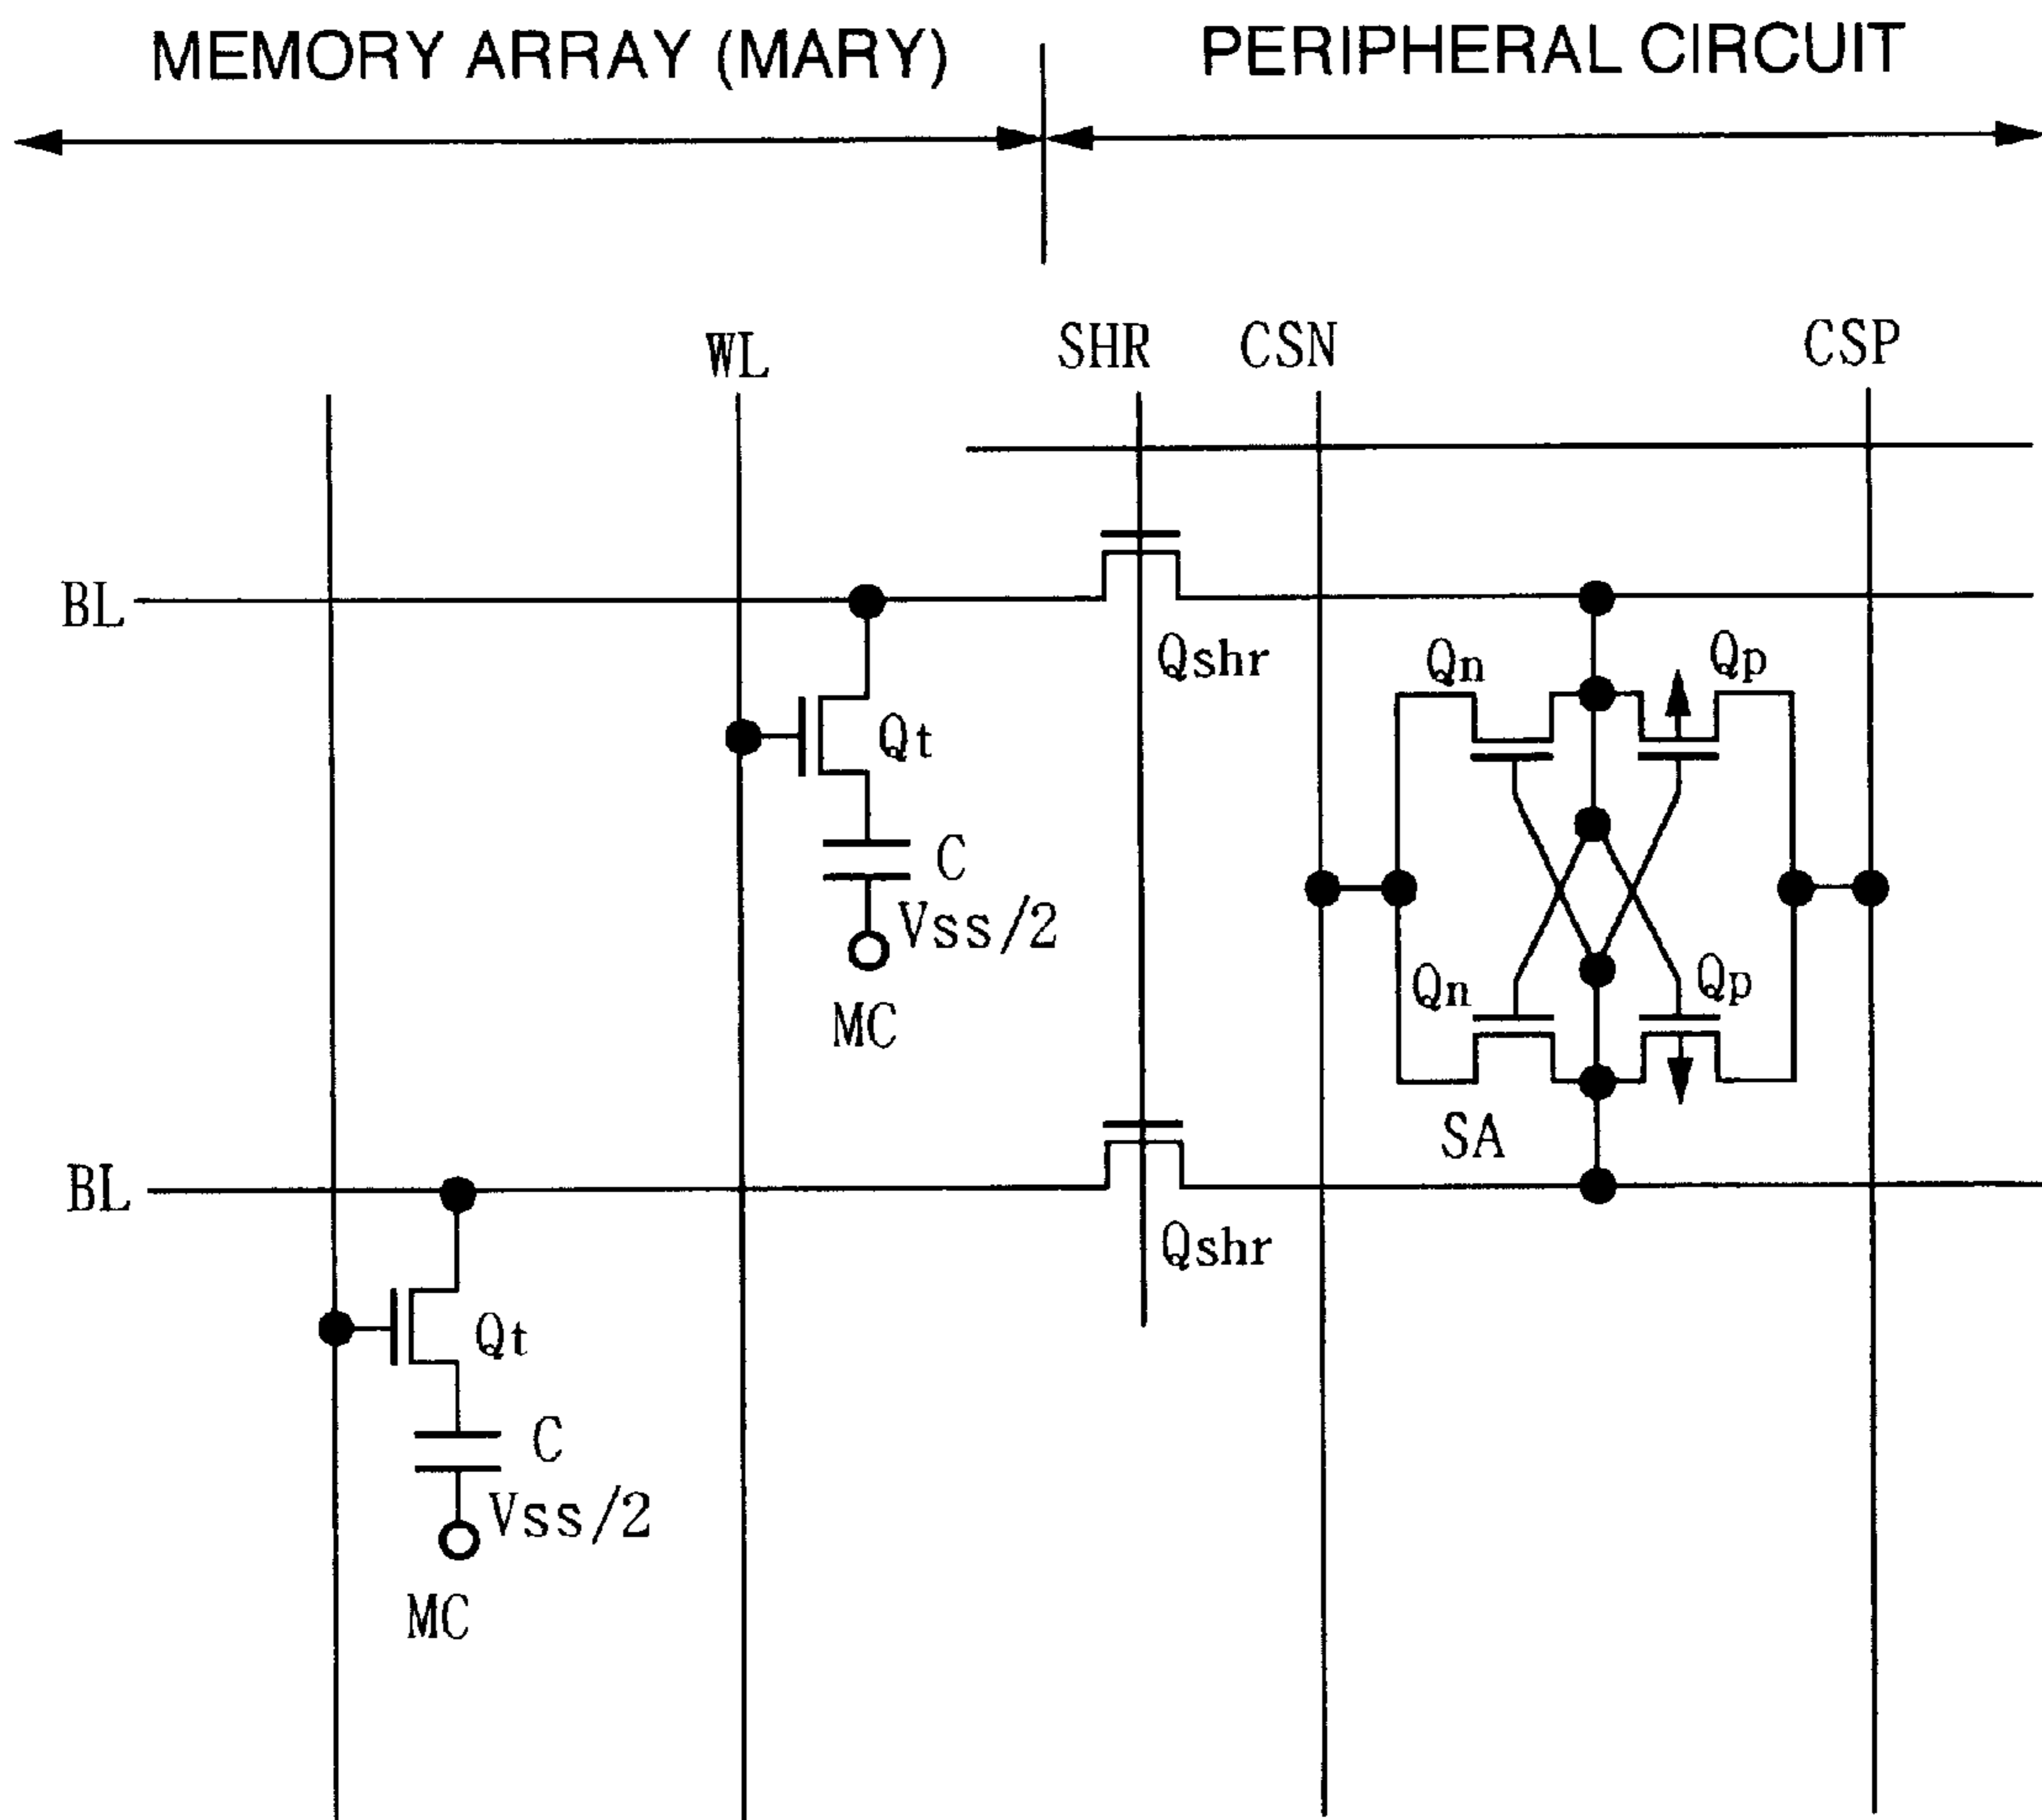 MEMORY ARRAY (MARY)
PERIPHERAL CIRCUIT
WL
SHR
CSN
CSP
BL
Qshr
Qn
Qp
Qt
C
Vss/2
MC
Qn
Qp
SA
BL
Qshr
Qt
C
Vss/2
MC